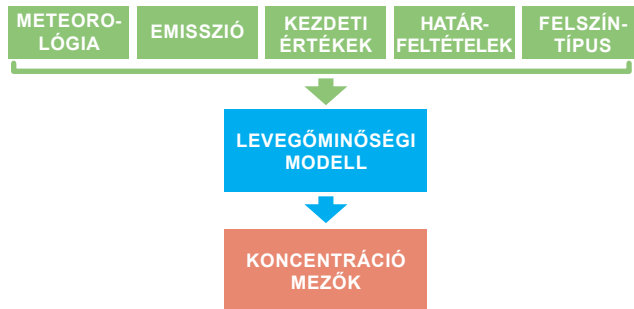 METEORO-
LÓGIA
EMISSZIÓ
KEZDETI
ÉRTÉKEK
HATÁR-
FELTÉTELEK
FELSZÍN-
TÍPUS
LEVEGŐMINŐSÉGI
MODELL
KONCENTRÁCIÓ
MEZŐK